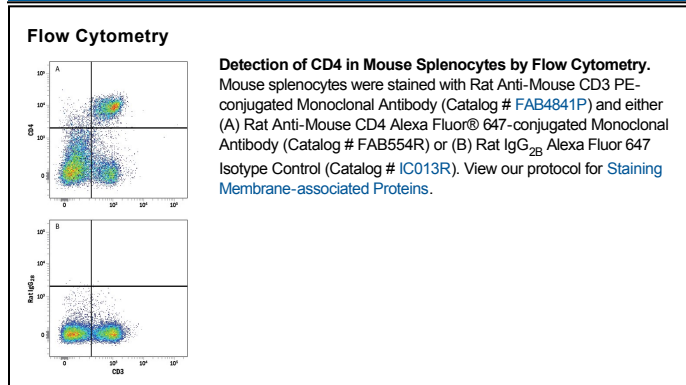 Flow Cytometry
Detection of CD4 in Mouse Splenocytes by Flow Cytometry.
Mouse splenocytes were stained with Rat Anti-Mouse CD3 PE-
conjugated Monoclonal Antibody (Catalog # FAB4841P) and either
(A) Rat Anti-Mouse CD4 Alexa Fluor® 647-conjugated Monoclonal
Antibody (Catalog # FAB554R) or (B) Rat IgG2B Alexa Fluor 647
Isotype Control (Catalog # IC013R). View our protocol for Staining
Membrane-associated Proteins.
A
CD4
0
B
Rat IgG2B
0
CD3